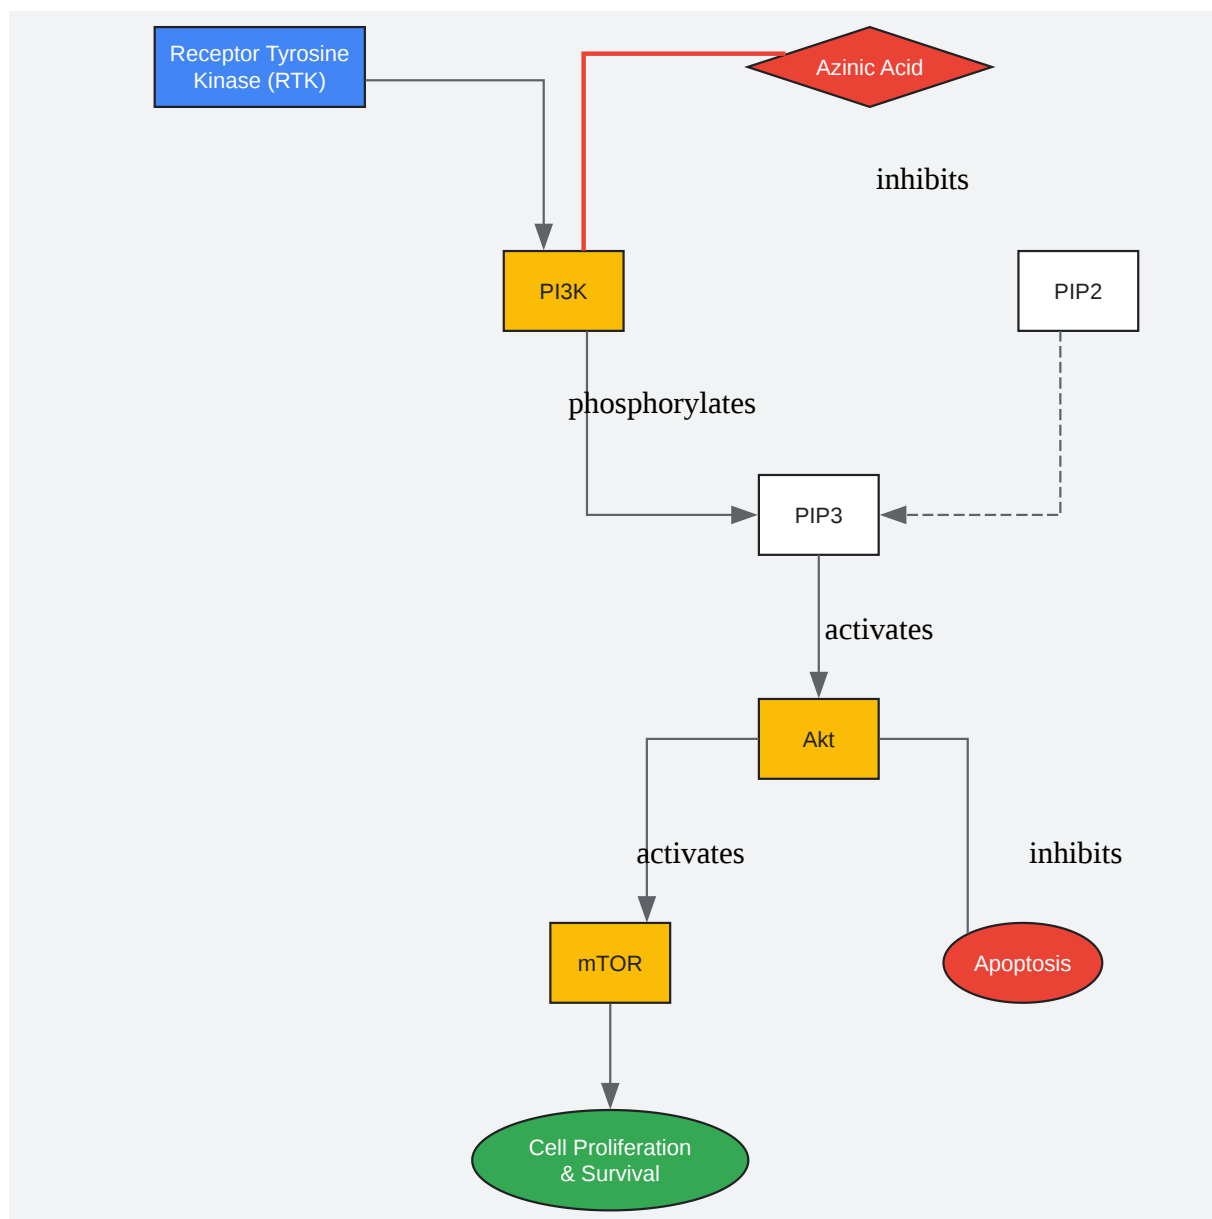 Receptor Tyrosine
Kinase (RTK)
Azinic Acid
inhibits
PI3K
PIP2
phosphorylates
PIP3
activates
Akt
activates
inhibits
mTOR
Apoptosis
Cell Proliferation
& Survival